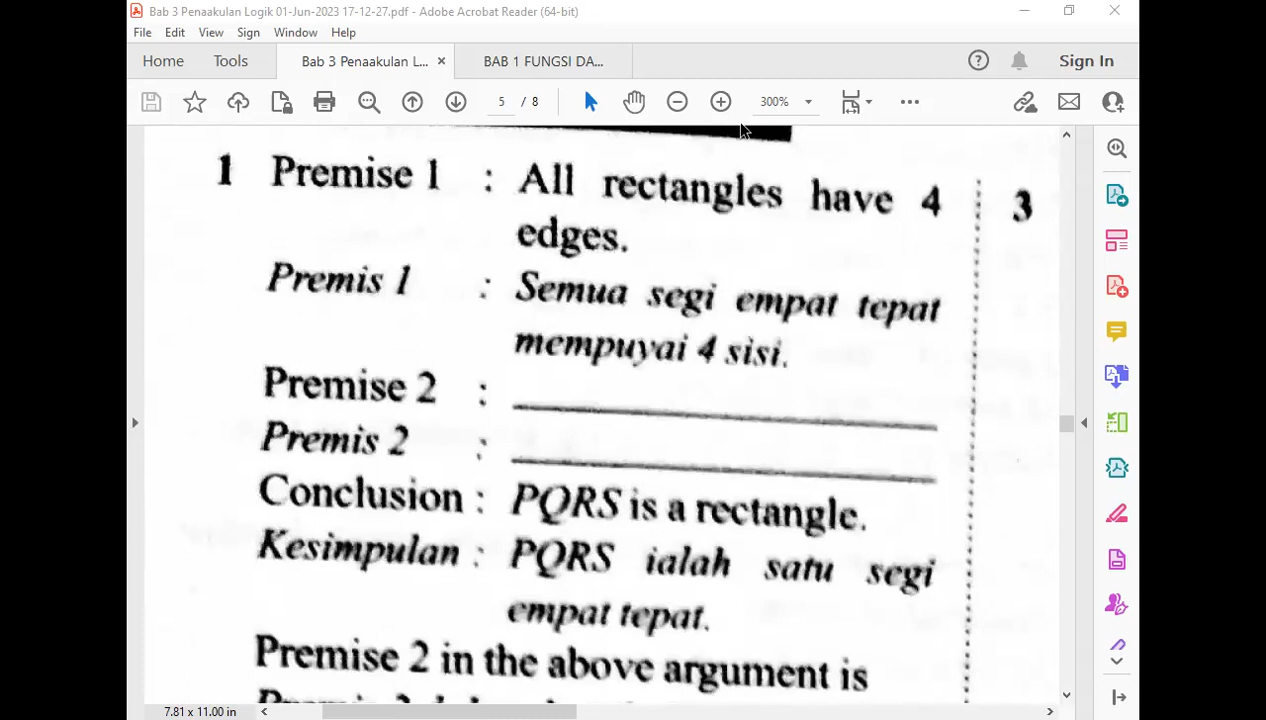 Bab 3 Penaakulan Logik 01-Jun-2023 17-12-27.pdf - Adobe Acrobat Reader (64-bit)
File Edit View Sign Window Help
Home Tools Bab 3 Penaakulan L... × BAB 1 FUNGSI DA... Sign In
5 / 8 300%
1 Premise 1 : All rectangles have 4 3
edges.
Premis 1 : Semua segi empat tepat
mempuyai 4 sisi.
Premise 2 :
Premis 2 :
Conclusion : PQRS is a rectangle.
Kesimpulan : PQRS ialah satu segi
empat tepat.
Premise 2 in the above argument is
7.81 x 11.00 in